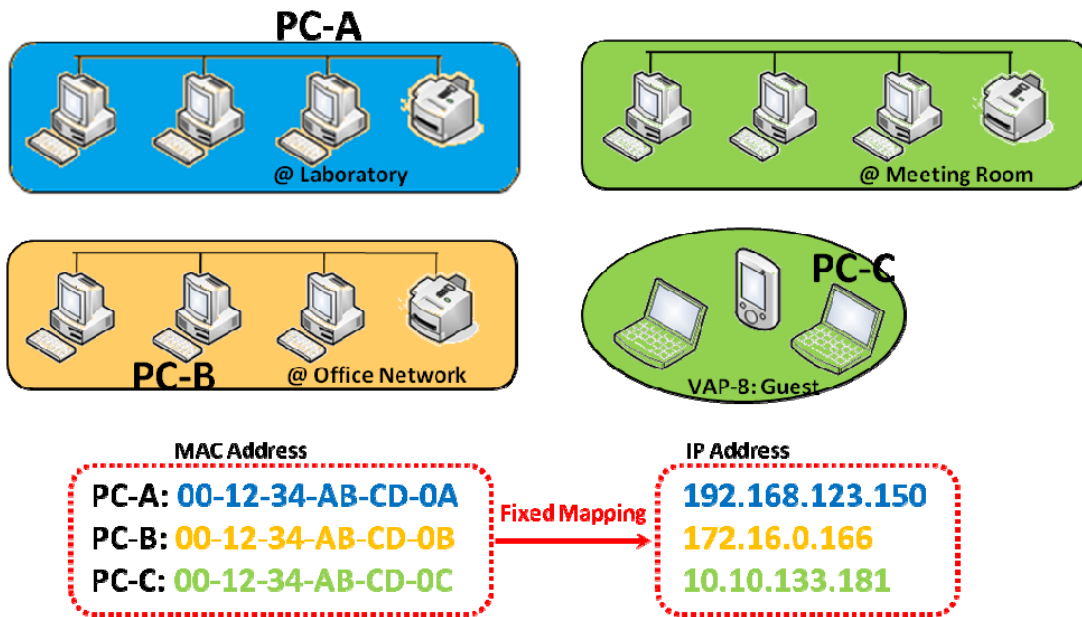 PC-A
@ Laboratory
@ Meeting Room
PC-B
@ Office Network
PC-C
VAP-8: Guest
MAC Address
PC-A: 00-12-34-AB-CD-0A
PC-B: 00-12-34-AB-CD-0B
PC-C: 00-12-34-AB-CD-0C
Fixed Mapping
IP Address
192.168.123.150
172.16.0.166
10.10.133.181